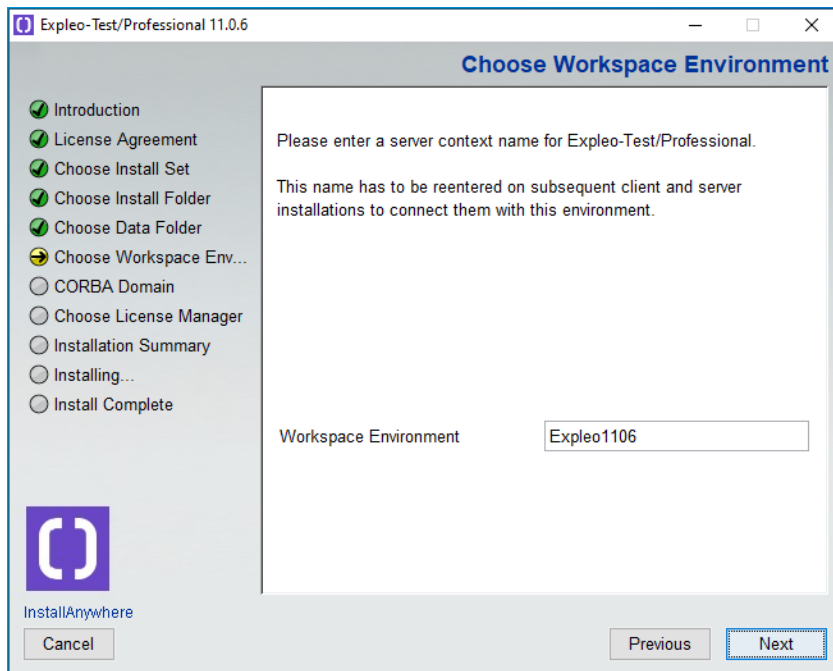 Expleo-Test/Professional 11.0.6
Choose Workspace Environment
Introduction
License Agreement
Choose Install Set
Choose Install Folder
Choose Data Folder
Choose Workspace Env...
CORBA Domain
Choose License Manager
Installation Summary
Installing...
Install Complete
Please enter a server context name for Expleo-Test/Professional.
This name has to be reentered on subsequent client and server
installations to connect them with this environment.
Workspace Environment
Expleo1106
InstallAnywhere
Cancel
Previous
Next